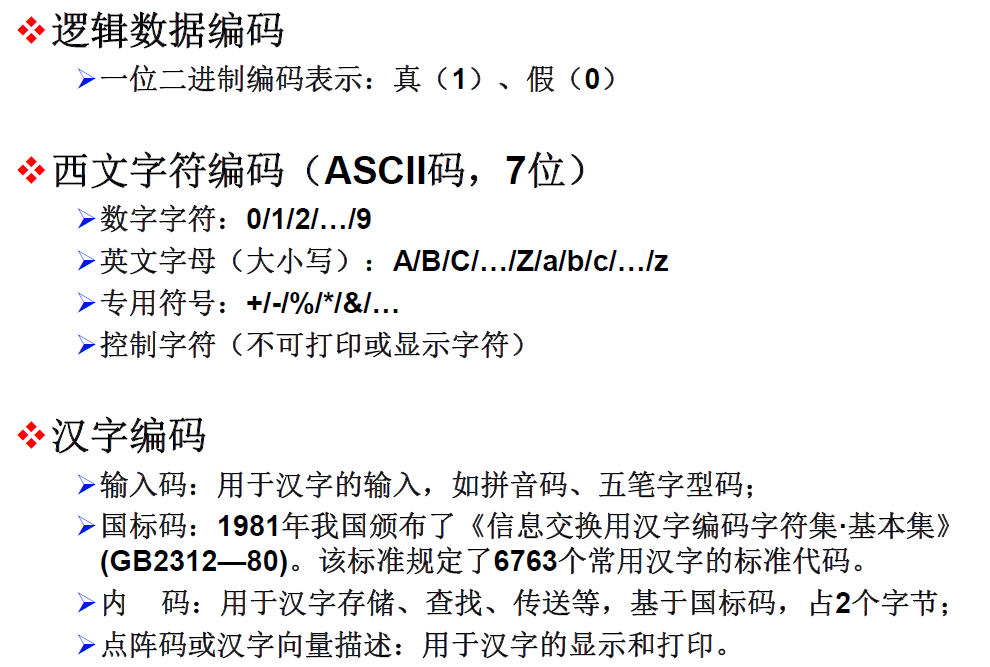 逻辑数据编码
一位二进制编码表示：真（1）、假（0）
西文字符编码（ASCII码，7位）
数字字符：0/1/2/…/9
英文字母（大小写）：A/B/C/…/Z/a/b/c/…/z
专用符号：+/-/%/*/&/…
控制字符（不可打印或显示字符）
汉字编码
输入码：用于汉字的输入，如拼音码、五笔字型码；
国标码：1981年我国颁布了《信息交换用汉字编码字符集·基本集》
(GB2312—80)。该标准规定了6763个常用汉字的标准代码。
内 码：用于汉字存储、查找、传送等，基于国标码，占2个字节；
点阵码或汉字向量描述：用于汉字的显示和打印。